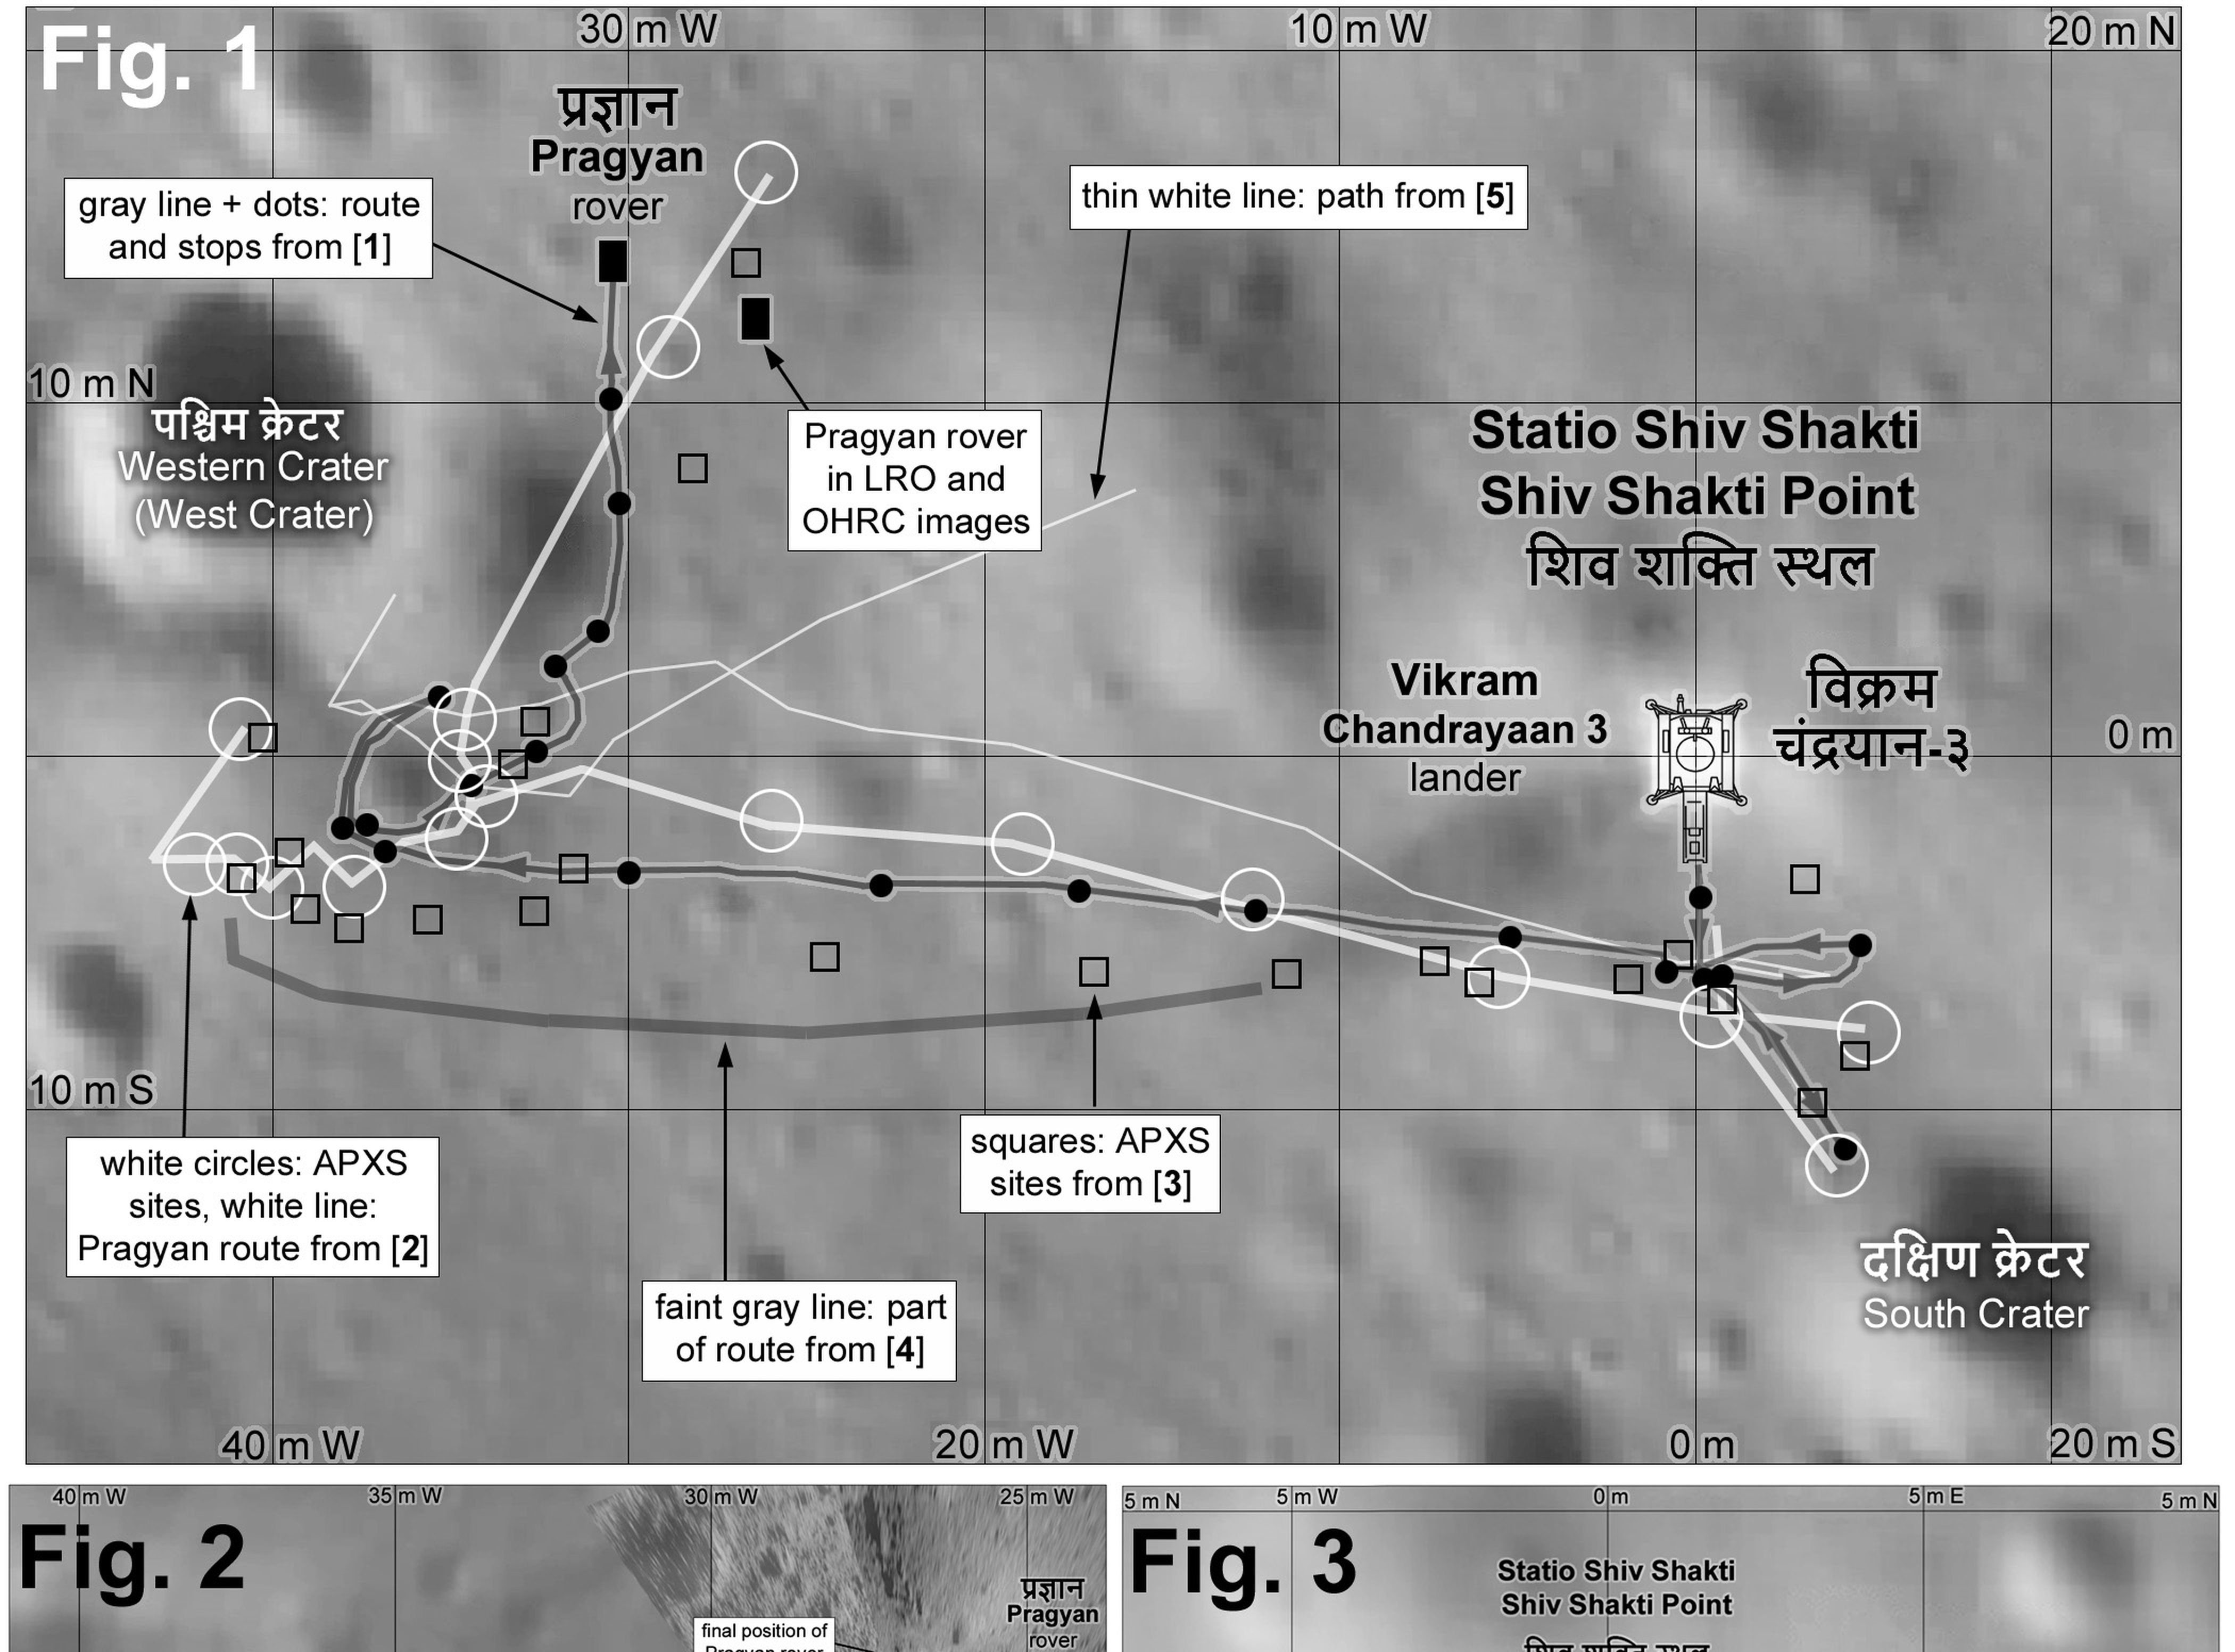 Fig. 1
30 m W
10 m W
20 m N
प्रज्ञान
Pragyan
rover
gray line + dots: route
and stops from [1]
thin white line: path from [5]
10 m N
पश्चिम क्रेटर
Western Crater
(West Crater)
Pragyan rover
in LRO and
OHRC images
Statio Shiv Shakti
Shiv Shakti Point
शिव शक्ति स्थल
Vikram
Chandrayaan 3
lander
विक्रम
चंद्रयान-३
0 m
10 m S
white circles: APXS
sites, white line:
Pragyan route from [2]
squares: APXS
sites from [3]
faint gray line: part
of route from [4]
दक्षिण क्रेटर
South Crater
40 m W
20 m W
0 m
20 m S
40 m W
35 m W
30 m W
25 m W
Fig. 2
प्रज्ञान
Pragyan
rover
final position of
Pragyan rover
5 m N
5 m W
0 m
5 m E
5 m N
Fig. 3
Statio Shiv Shakti
Shiv Shakti Point
शिव शक्ति स्थल